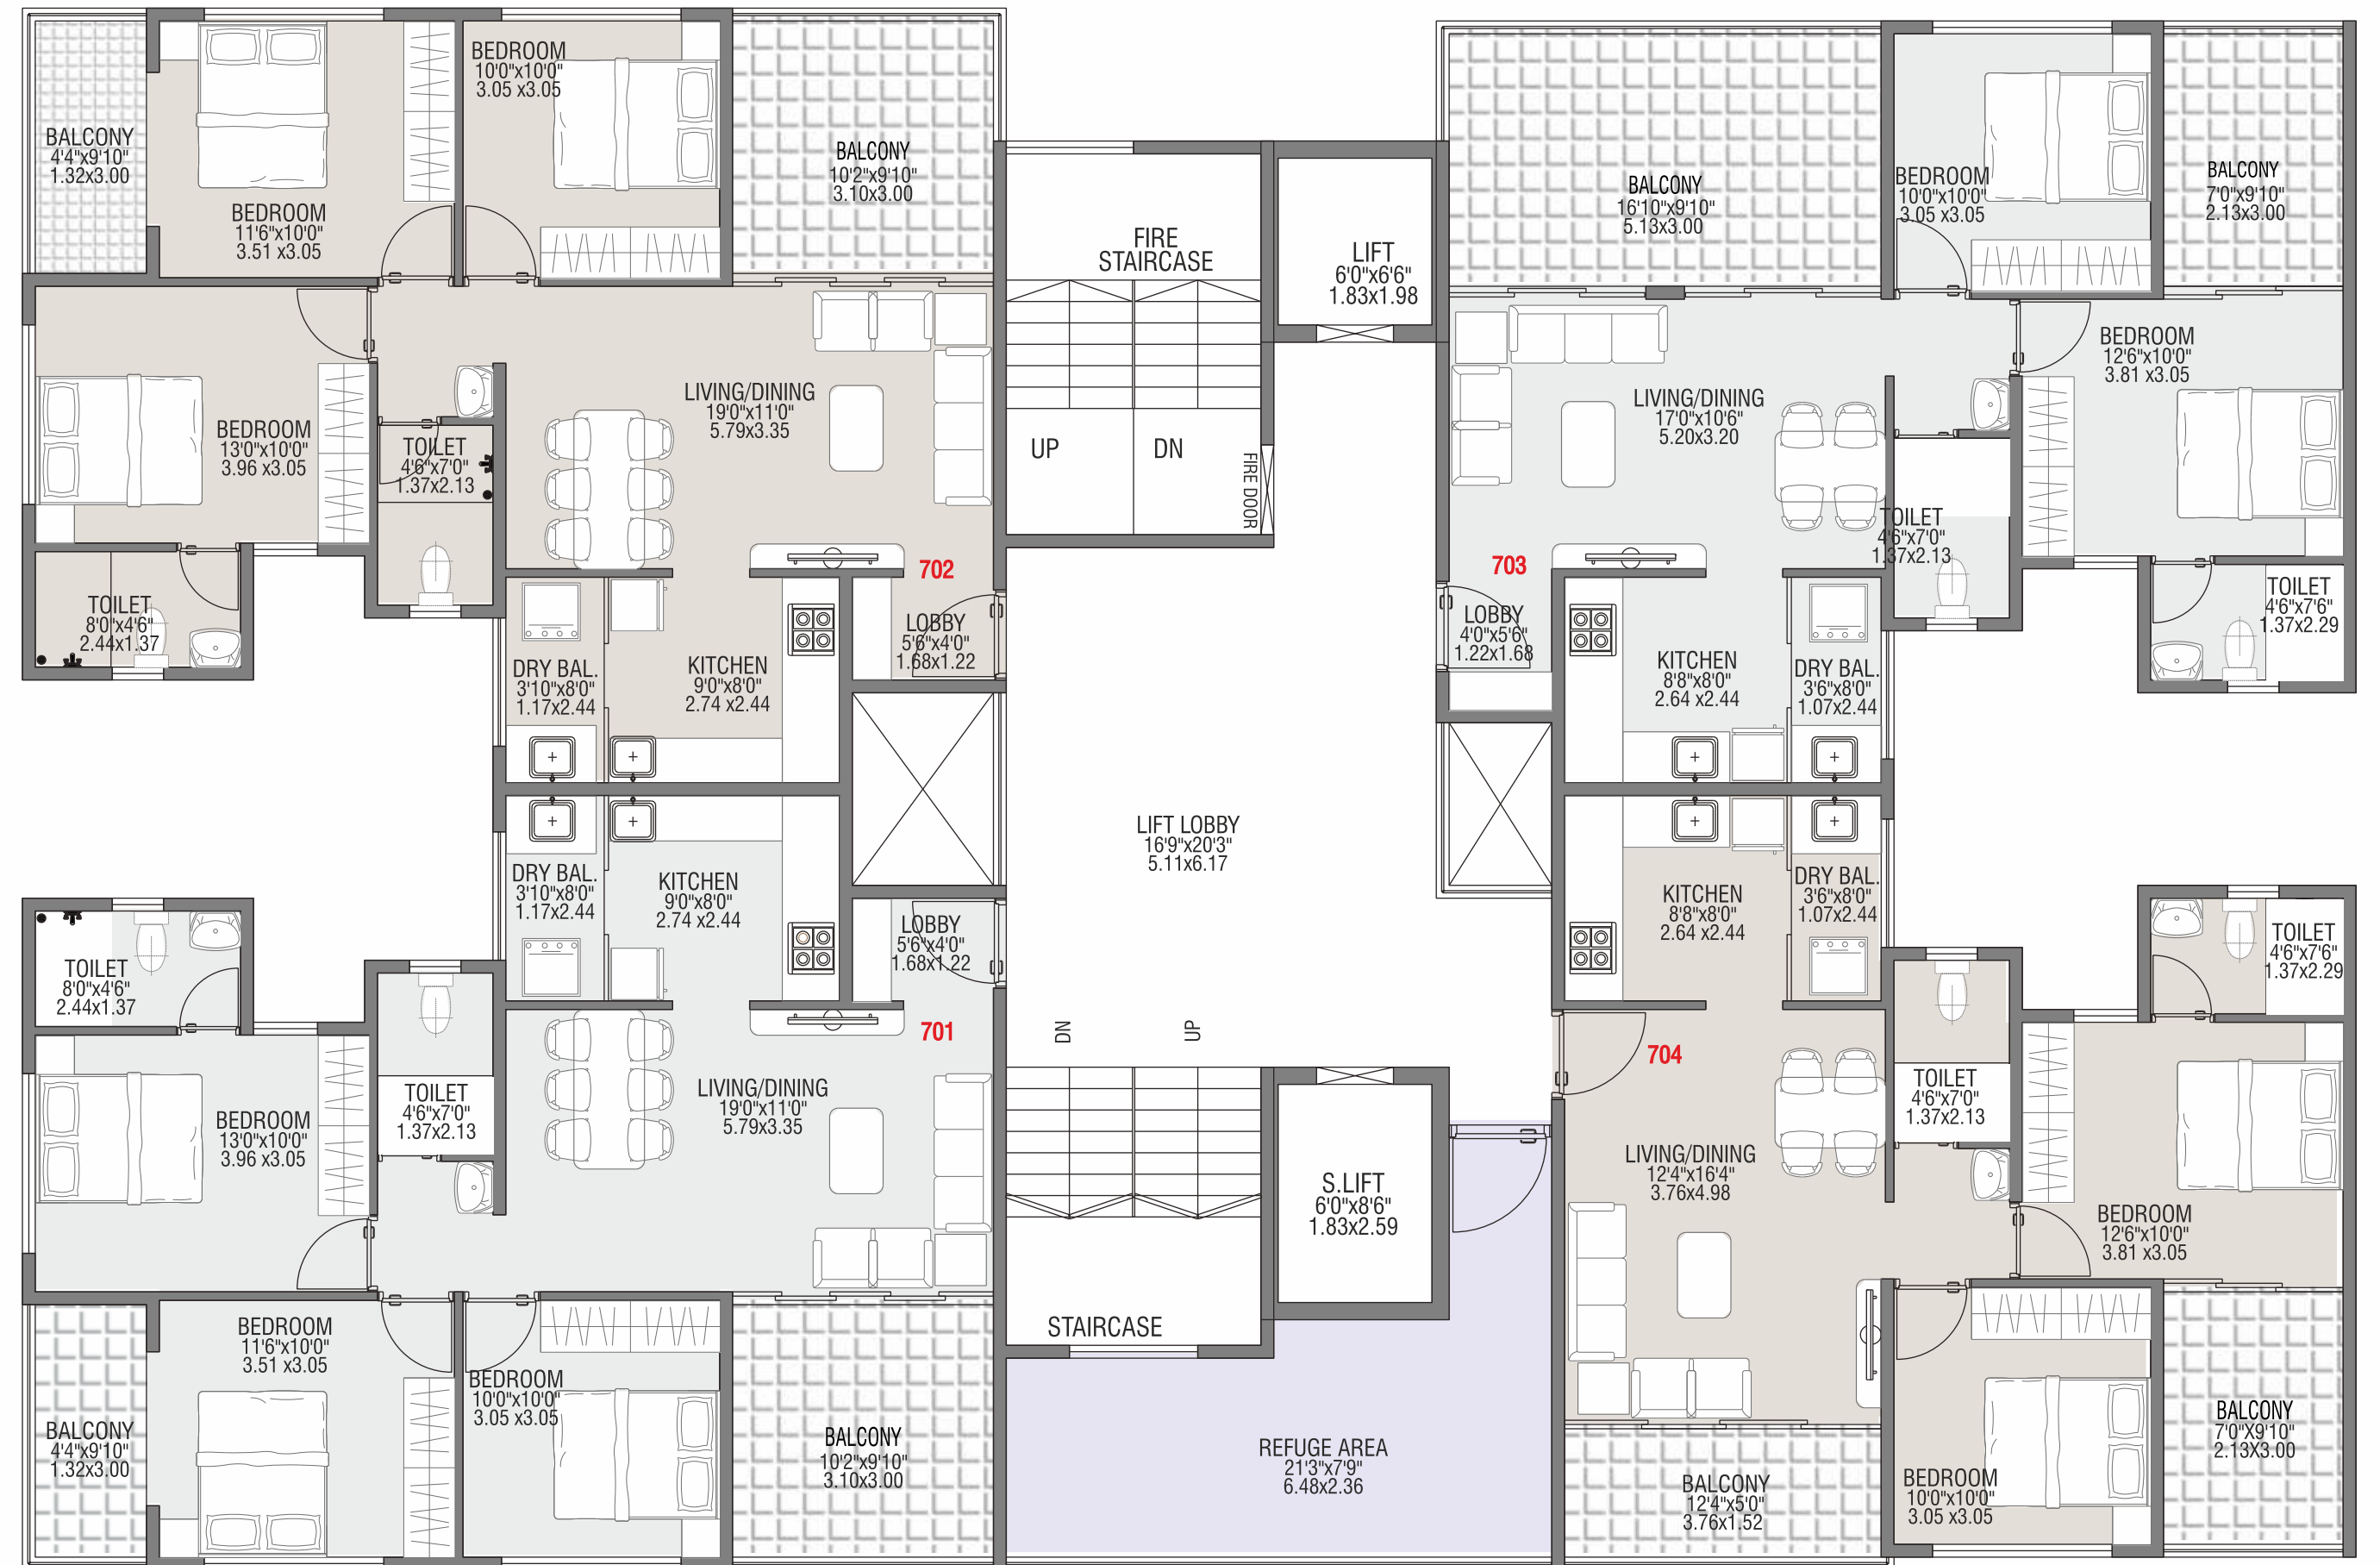 BALCONY
4'4"x9'10"
1.32x3.00
BEDROOM
11'6"x10'0"
3.51 x3.05
BEDROOM
10'0"x10'0"
3.05 x3.05
BALCONY
10'2"x9'10"
3.10x3.00
BEDROOM
13'0"x10'0"
3.96 x3.05
TOILET
4'6"x7'0"
1.37x2.13
LIVING/DINING
19'0"x11'0"
5.79x3.35
TOILET
8'0"x4'6"
2.44x1.37
DRY BAL.
3'10"x8'0"
1.17x2.44
KITCHEN
9'0"x8'0"
2.74 x2.44
702
LOBBY
5'6"x4'0"
1.68x1.22
FIRE
STAIRCASE
UP
DN
FIRE DOOR
LIFT
6'0"x6'6"
1.83x1.98
BALCONY
16'10"x9'10"
5.13x3.00
BEDROOM
10'0"x10'0"
3.05 x3.05
BALCONY
7'0"x9'10"
2.13x3.00
LIVING/DINING
17'0"x10'6"
5.20x3.20
BEDROOM
12'6"x10'0"
3.81 x3.05
703
LOBBY
4'0"x5'6"
1.22x1.68
TOILET
4'6"x7'0"
1.37x2.13
TOILET
4'6"x7'6"
1.37x2.29
KITCHEN
8'8"x8'0"
2.64 x2.44
DRY BAL.
3'6"x8'0"
1.07x2.44
LIFT LOBBY
16'9"x20'3"
5.11x6.17
TOILET
8'0"x4'6"
2.44x1.37
DRY BAL.
3'10"x8'0"
1.17x2.44
KITCHEN
9'0"x8'0"
2.74 x2.44
LOBBY
5'6"x4'0"
1.68x1.22
701
BEDROOM
13'0"x10'0"
3.96 x3.05
TOILET
4'6"x7'0"
1.37x2.13
LIVING/DINING
19'0"x11'0"
5.79x3.35
BALCONY
4'4"x9'10"
1.32x3.00
BEDROOM
11'6"x10'0"
3.51 x3.05
BEDROOM
10'0"x10'0"
3.05 x3.05
BALCONY
10'2"x9'10"
3.10x3.00
DN
UP
STAIRCASE
S.LIFT
6'0"x8'6"
1.83x2.59
REFUGE AREA
21'3"x7'9"
6.48x2.36
KITCHEN
8'8"x8'0"
2.64 x2.44
DRY BAL.
3'6"x8'0"
1.07x2.44
TOILET
4'6"x7'6"
1.37x2.29
704
TOILET
4'6"x7'0"
1.37x2.13
LIVING/DINING
12'4"x16'4"
3.76x4.98
BEDROOM
12'6"x10'0"
3.81 x3.05
BALCONY
12'4"x5'0"
3.76x1.52
BEDROOM
10'0"x10'0"
3.05 x3.05
BALCONY
7'0"X9'10"
2.13X3.00